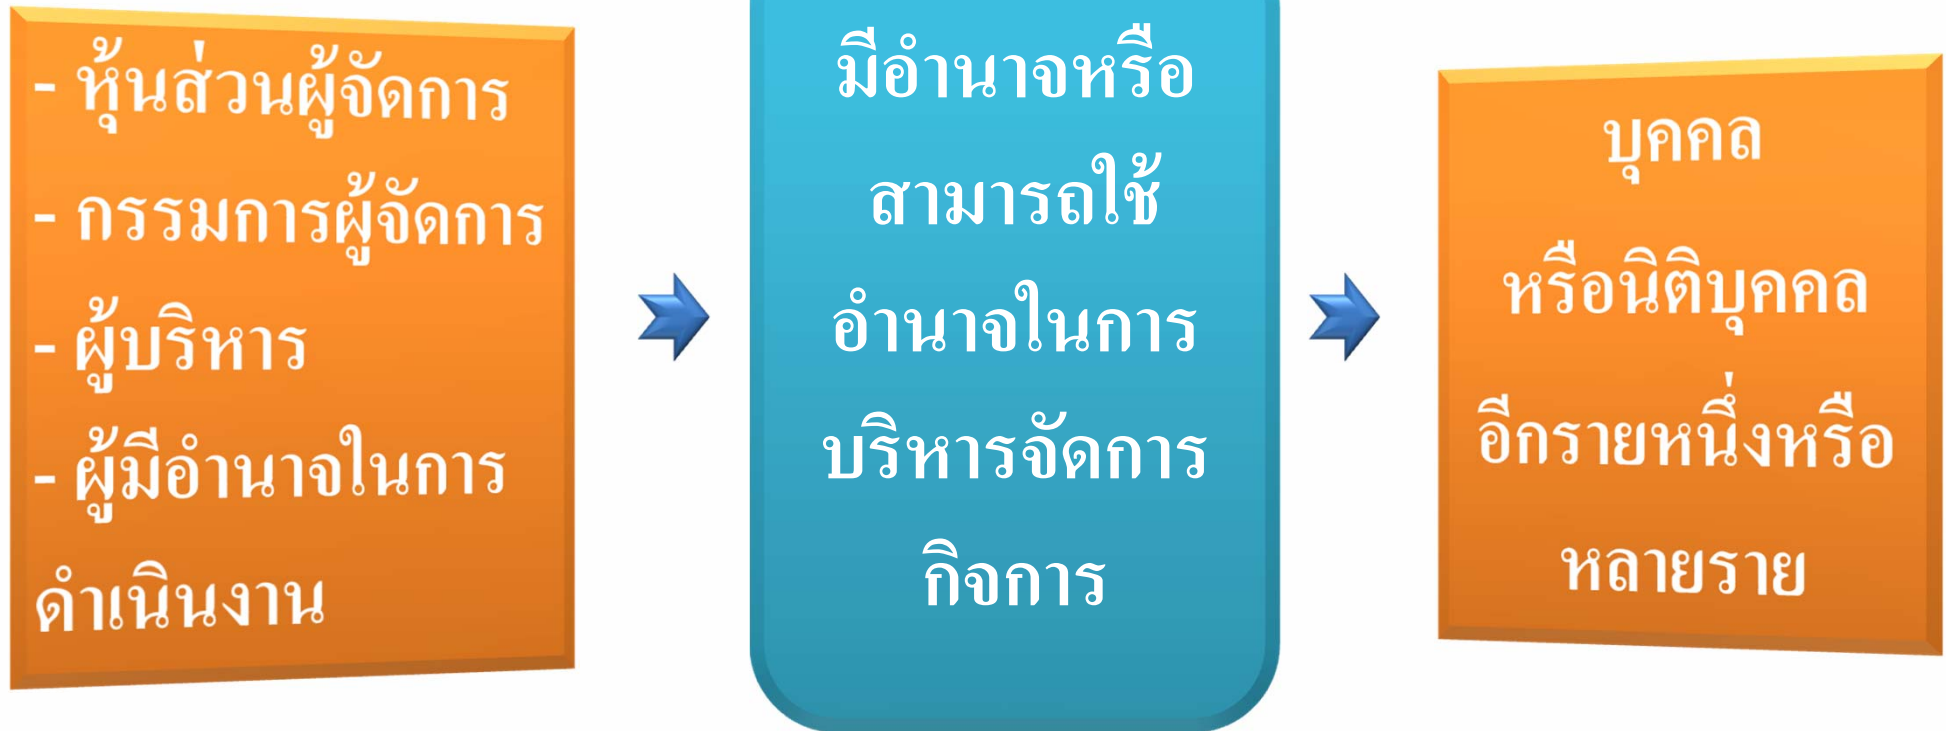 - หุ้นส่วนผู้จัดการ
- กรรมการผู้จัดการ
- ผู้บริหาร
- ผู้มีอำนาจในการ
ดำเนินงาน
มีอำนาจหรือ
สามารถใช้
อำนาจในการ
บริหารจัดการ
กิจการ
บุคคล
หรือนิติบุคคล
อีกรายหนึ่งหรือ
หลายราย